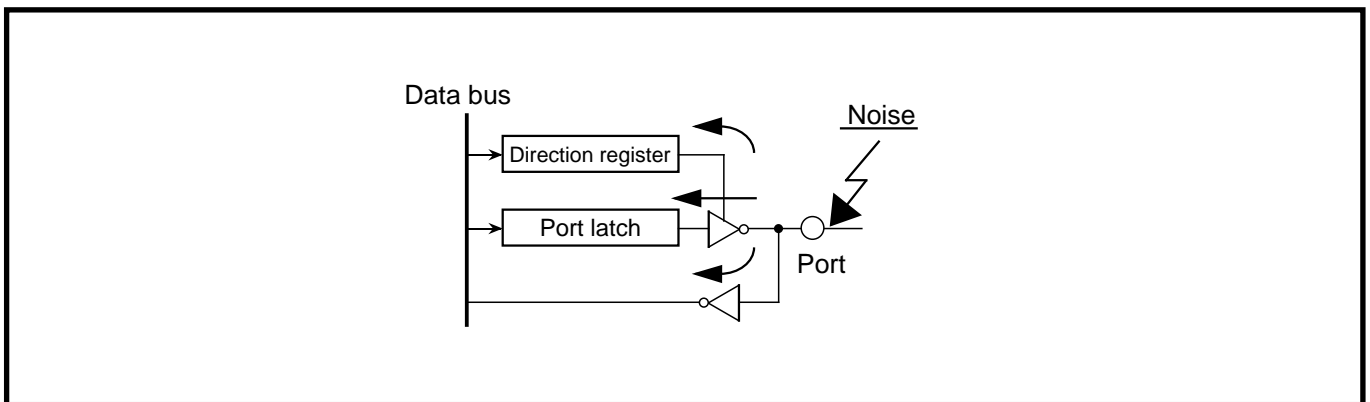 Data bus
Noise
Direction register
Port latch
Port